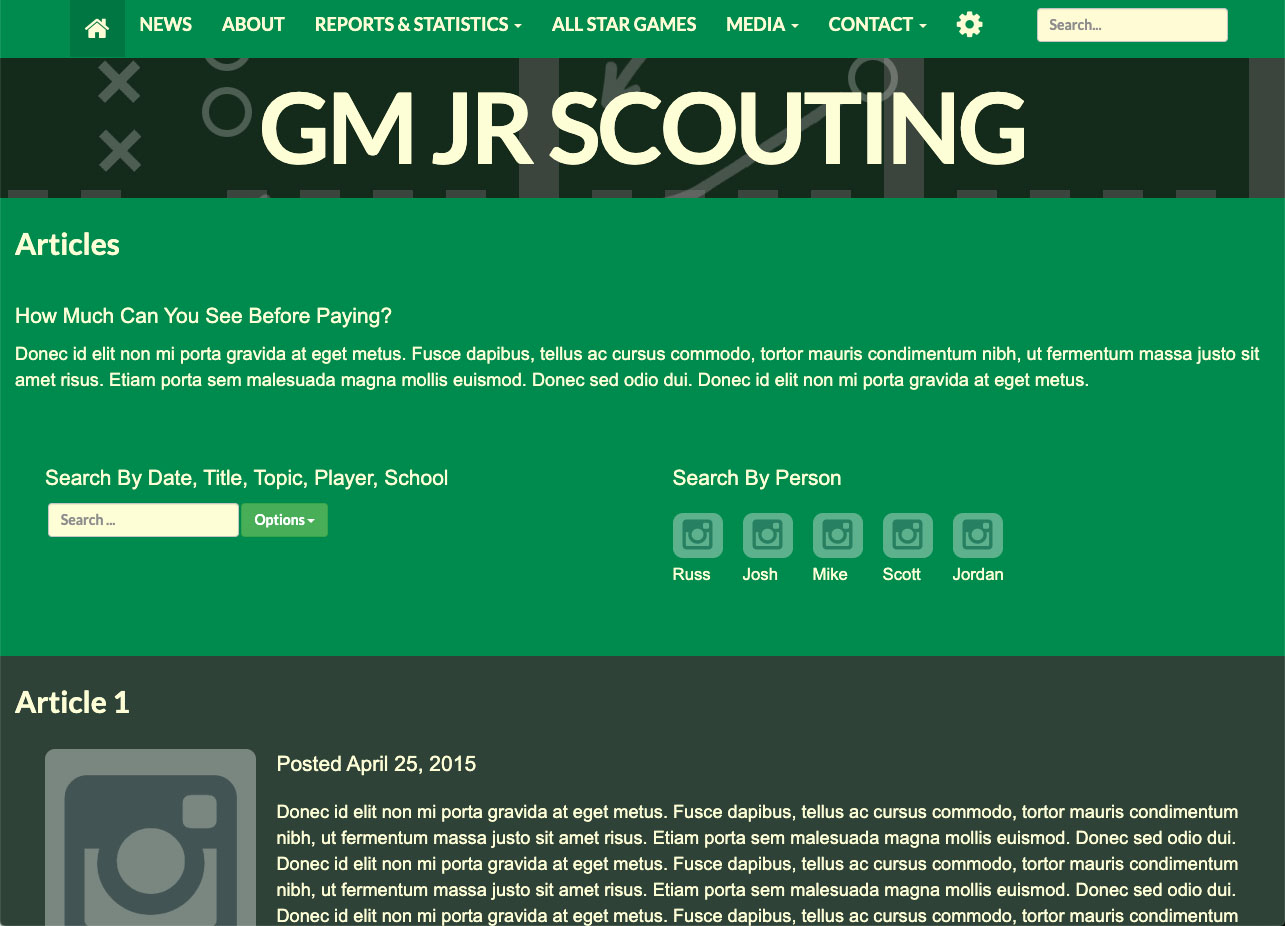 NEWS ABOUT REPORTS & STATISTICS ALL STAR GAMES MEDIA CONTACT Search...
GM JR SCOUTING
Articles
How Much Can You See Before Paying?
Donec id elit non mi porta gravida at eget metus. Fusce dapibus, tellus ac cursus commodo, tortor mauris condimentum nibh, ut fermentum massa justo sit
amet risus. Etiam porta sem malesuada magna mollis euismod. Donec sed odio dui. Donec id elit non mi porta gravida at eget metus.
Search By Date, Title, Topic, Player, School
Search ... Options
Search By Person
Russ Josh Mike Scott Jordan
Article 1
Posted April 25, 2015
Donec id elit non mi porta gravida at eget metus. Fusce dapibus, tellus ac cursus commodo, tortor mauris condimentum
nibh, ut fermentum massa justo sit amet risus. Etiam porta sem malesuada magna mollis euismod. Donec sed odio dui.
Donec id elit non mi porta gravida at eget metus. Fusce dapibus, tellus ac cursus commodo, tortor mauris condimentum
nibh, ut fermentum massa justo sit amet risus. Etiam porta sem malesuada magna mollis euismod. Donec sed odio dui.
Donec id elit non mi porta gravida at eget metus. Fusce dapibus, tellus ac cursus commodo, tortor mauris condimentum